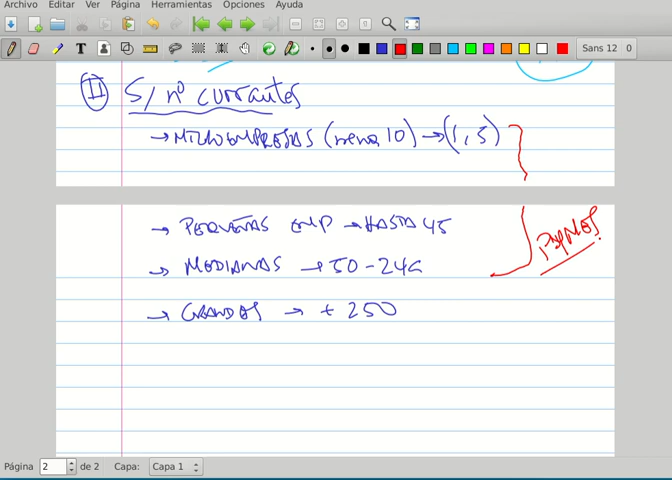 Archivo Editar Ver Página Herramientas Opciones Ayuda
Sans 12 0
II S/ nº currantes
→ MICROEMPRESAS (menos 10) → (1, 5)
→ PEQUEÑAS EMP → HASTA 45
→ MEDIANAS → 50 - 249
→ GRANDES → + 250
PYMES!
Página 2 de 2 Capa: Capa 1